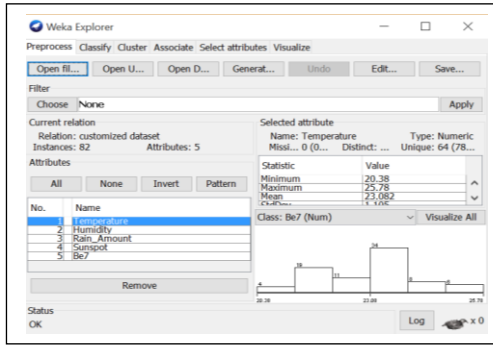 Weka Explorer
Preprocess Classify Cluster Associate Select attributes Visualize
Open fil... Open U... Open D... Generat... Undo Edit... Save...
Filter
Choose None Apply
Current relation
Relation: customized dataset
Instances: 82 Attributes: 5
Attributes
All None Invert Pattern
No. Name
1 Temperature
2 Humidity
3 Rain_Amount
4 Sunspot
5 Be7
Remove
Selected attribute
Name: Temperature Type: Numeric
Missi... 0 (0... Distinct: ... Unique: 64 (78...
Statistic Value
Minimum 20.38
Maximum 25.78
Mean 23.082
StdDev 1.105
Class: Be7 (Num) Visualize All
4 18 11 34
20.38 23.08 25.78
Status
OK
Log x 0